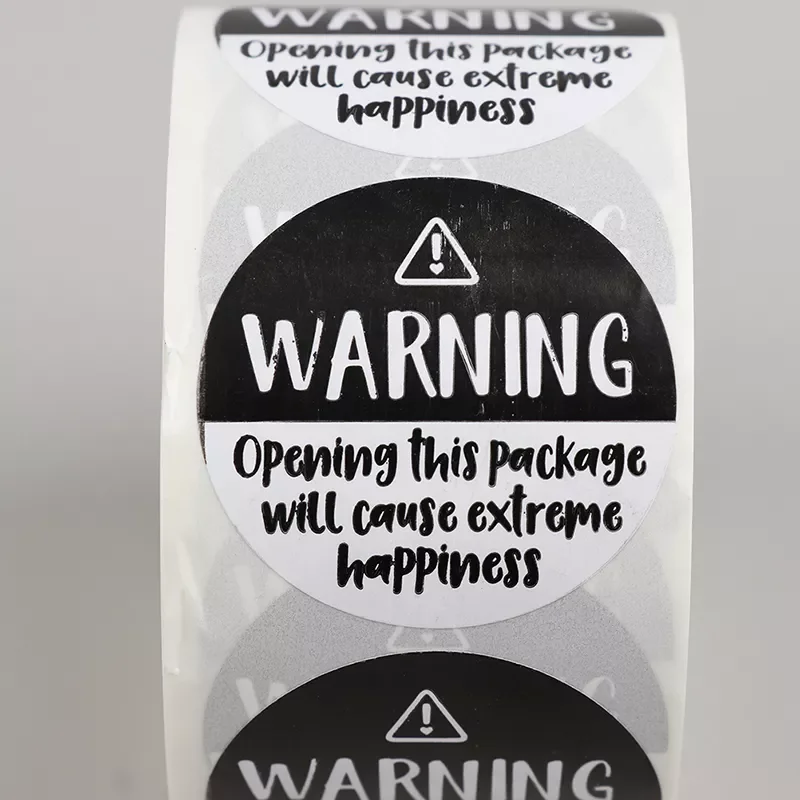 WARNING
Opening this package
will cause extreme
happiness
WARNING
Opening this package
will cause extreme
happiness
WARNING